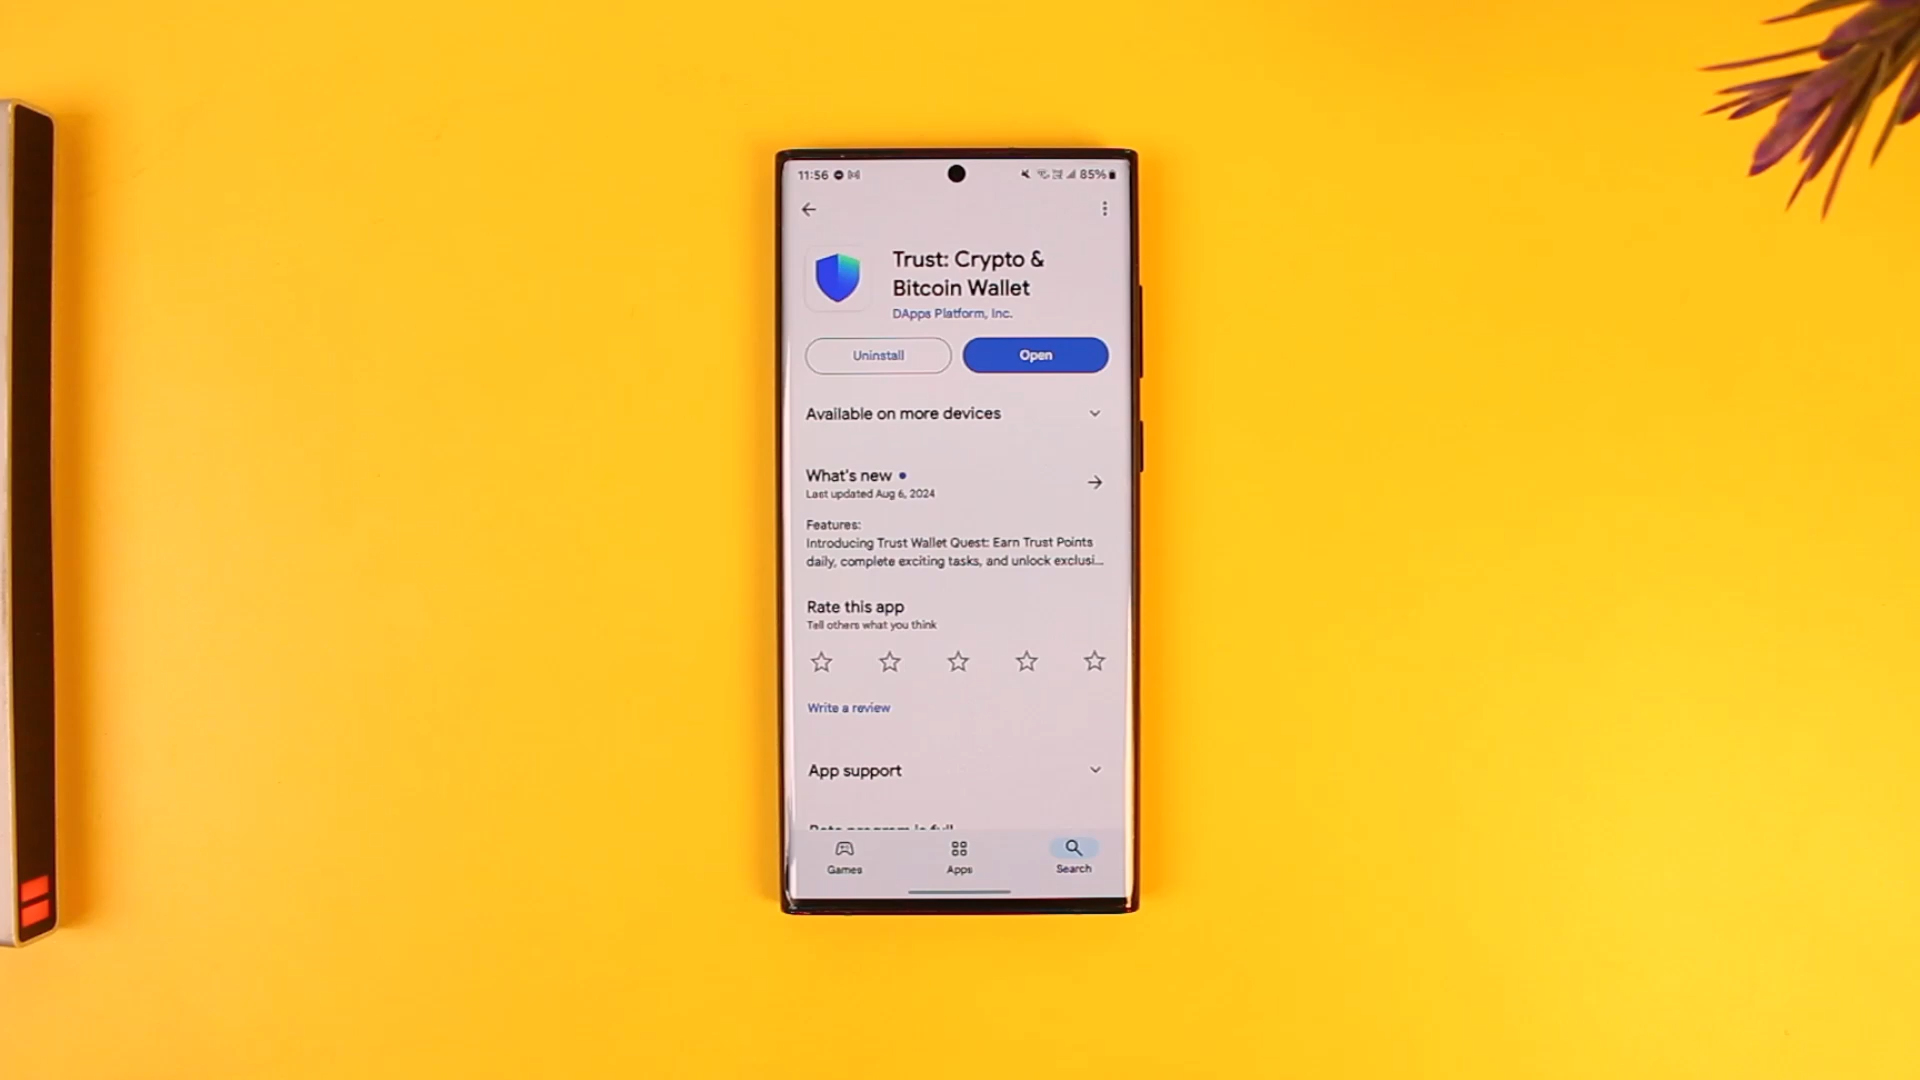 11:56
85%
Trust: Crypto &
Bitcoin Wallet
DApps Platform, Inc.
Uninstall
Open
Available on more devices
What's new
Last updated Aug 6, 2024
Features:
Introducing Trust Wallet Quest: Earn Trust Points
daily, complete exciting tasks, and unlock exclusi...
Rate this app
Tell others what you think
Write a review
App support
Games
Apps
Search